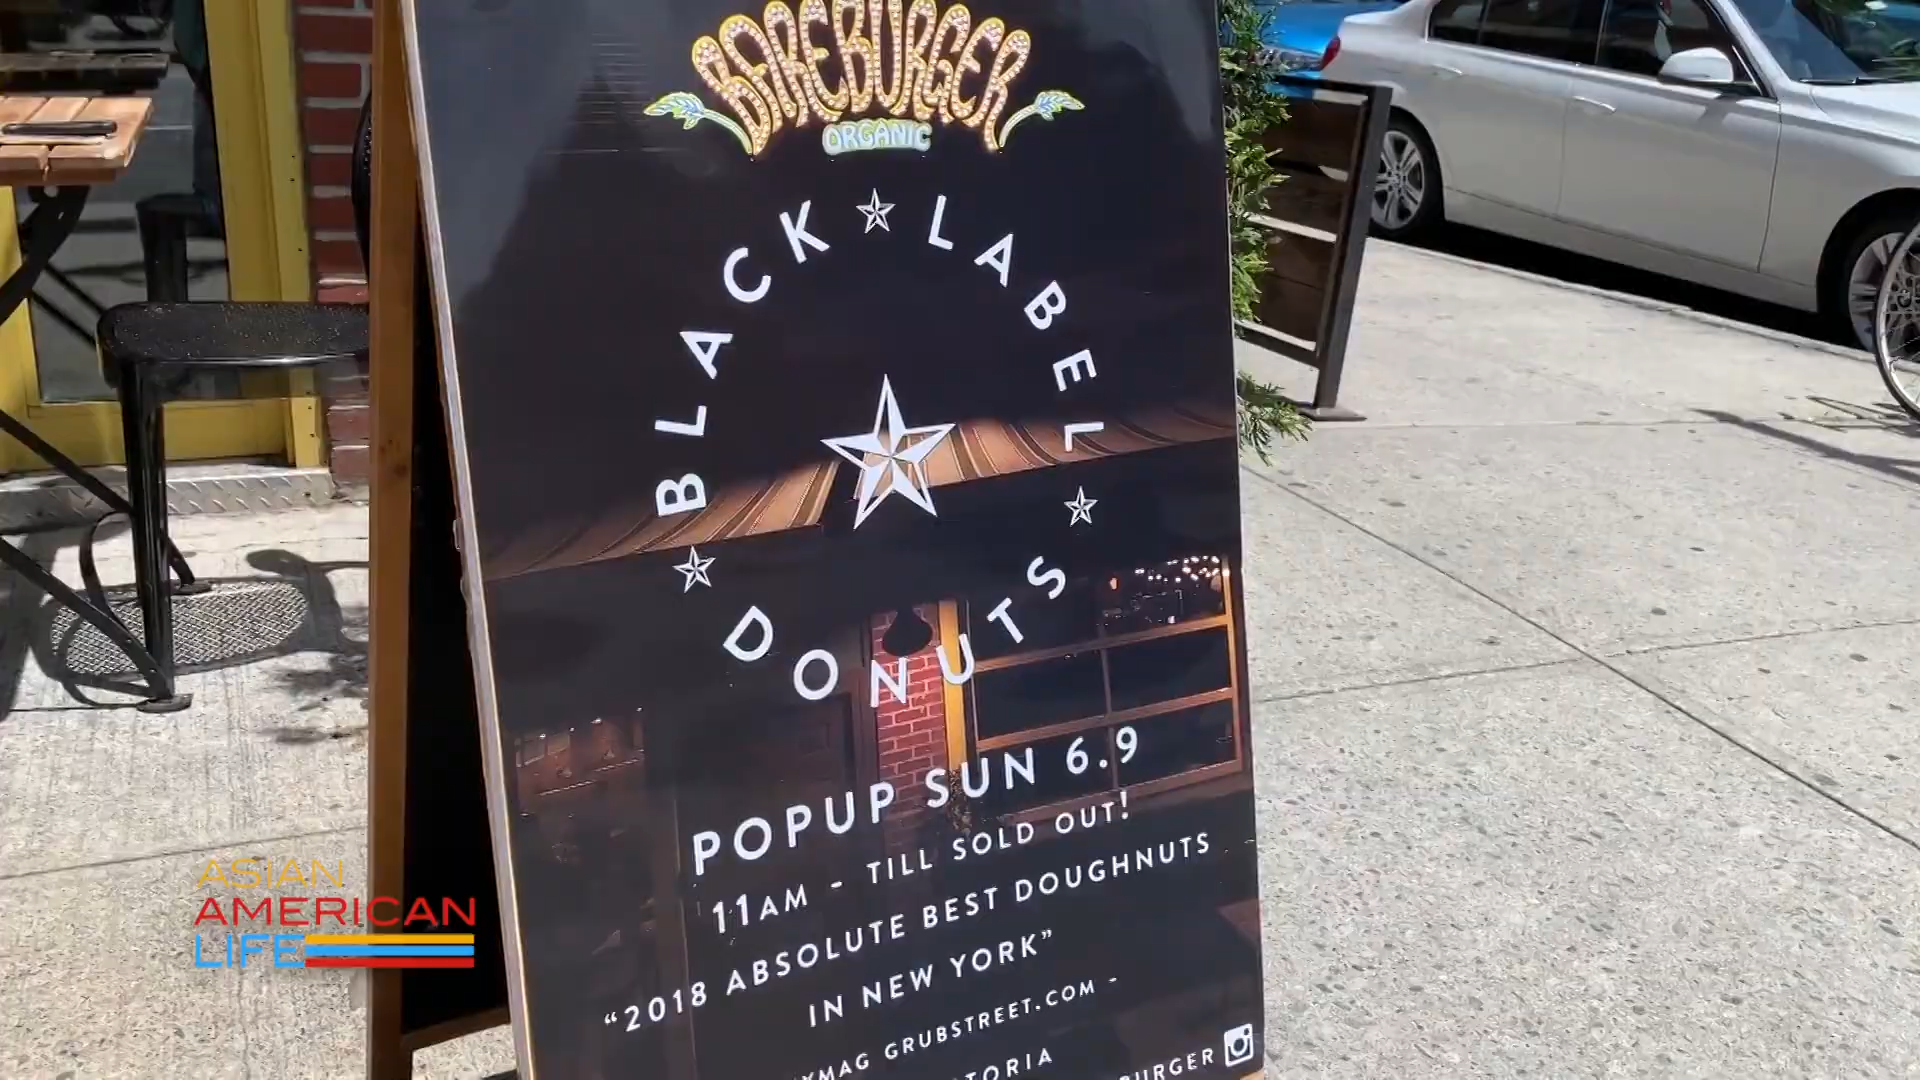 BAREBURGER
ORGANIC
BLACK LABEL
DONUTS
POPUP SUN 6.9
11AM - TILL SOLD OUT!
“2018 ABSOLUTE BEST DOUGHNUTS
IN NEW YORK”
GRUBSTREET.COM -
ASIAN
AMERICAN
LIFE